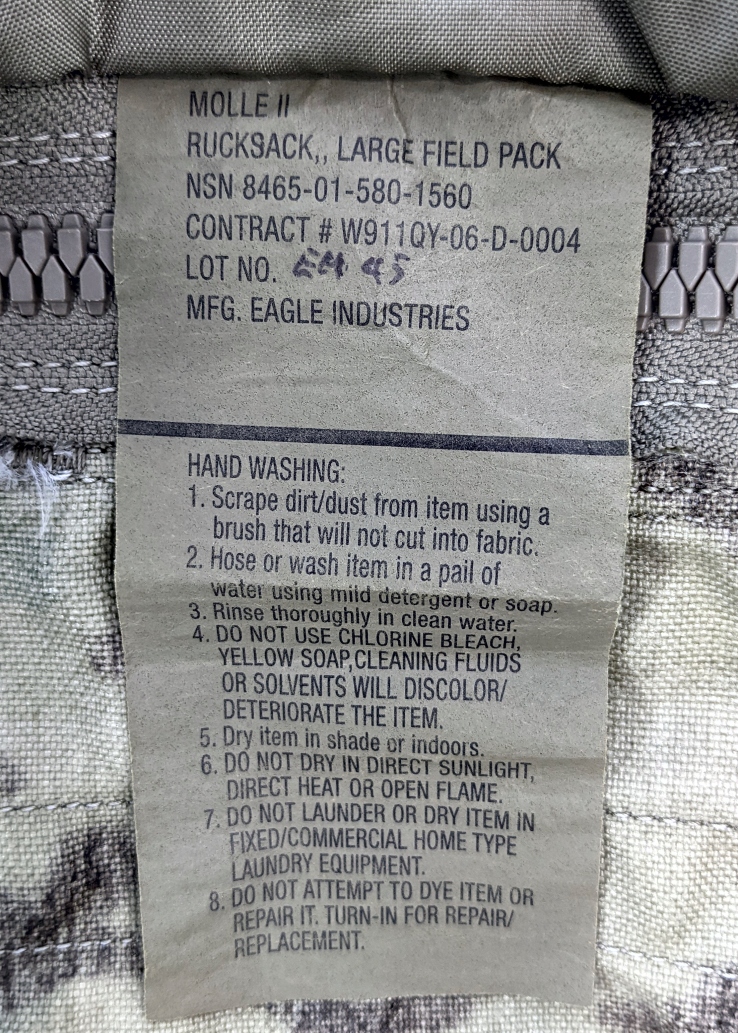 MOLLE II
RUCKSACK,, LARGE FIELD PACK
NSN 8465-01-580-1560
CONTRACT # W911QY-06-D-0004
LOT NO.
MFG. EAGLE INDUSTRIES
HAND WASHING:
1. Scrape dirt/dust from item using a
brush that will not cut into fabric.
2. Hose or wash item in a pail of
water using mild detergent or soap.
3. Rinse thoroughly in clean water.
4. DO NOT USE CHLORINE BLEACH,
YELLOW SOAP,CLEANING FLUIDS
OR SOLVENTS WILL DISCOLOR/
DETERIORATE THE ITEM.
5. Dry item in shade or indoors.
6. DO NOT DRY IN DIRECT SUNLIGHT,
DIRECT HEAT OR OPEN FLAME.
7. DO NOT LAUNDER OR DRY ITEM IN
FIXED/COMMERCIAL HOME TYPE
LAUNDRY EQUIPMENT.
8. DO NOT ATTEMPT TO DYE ITEM OR
REPAIR IT. TURN-IN FOR REPAIR/
REPLACEMENT.